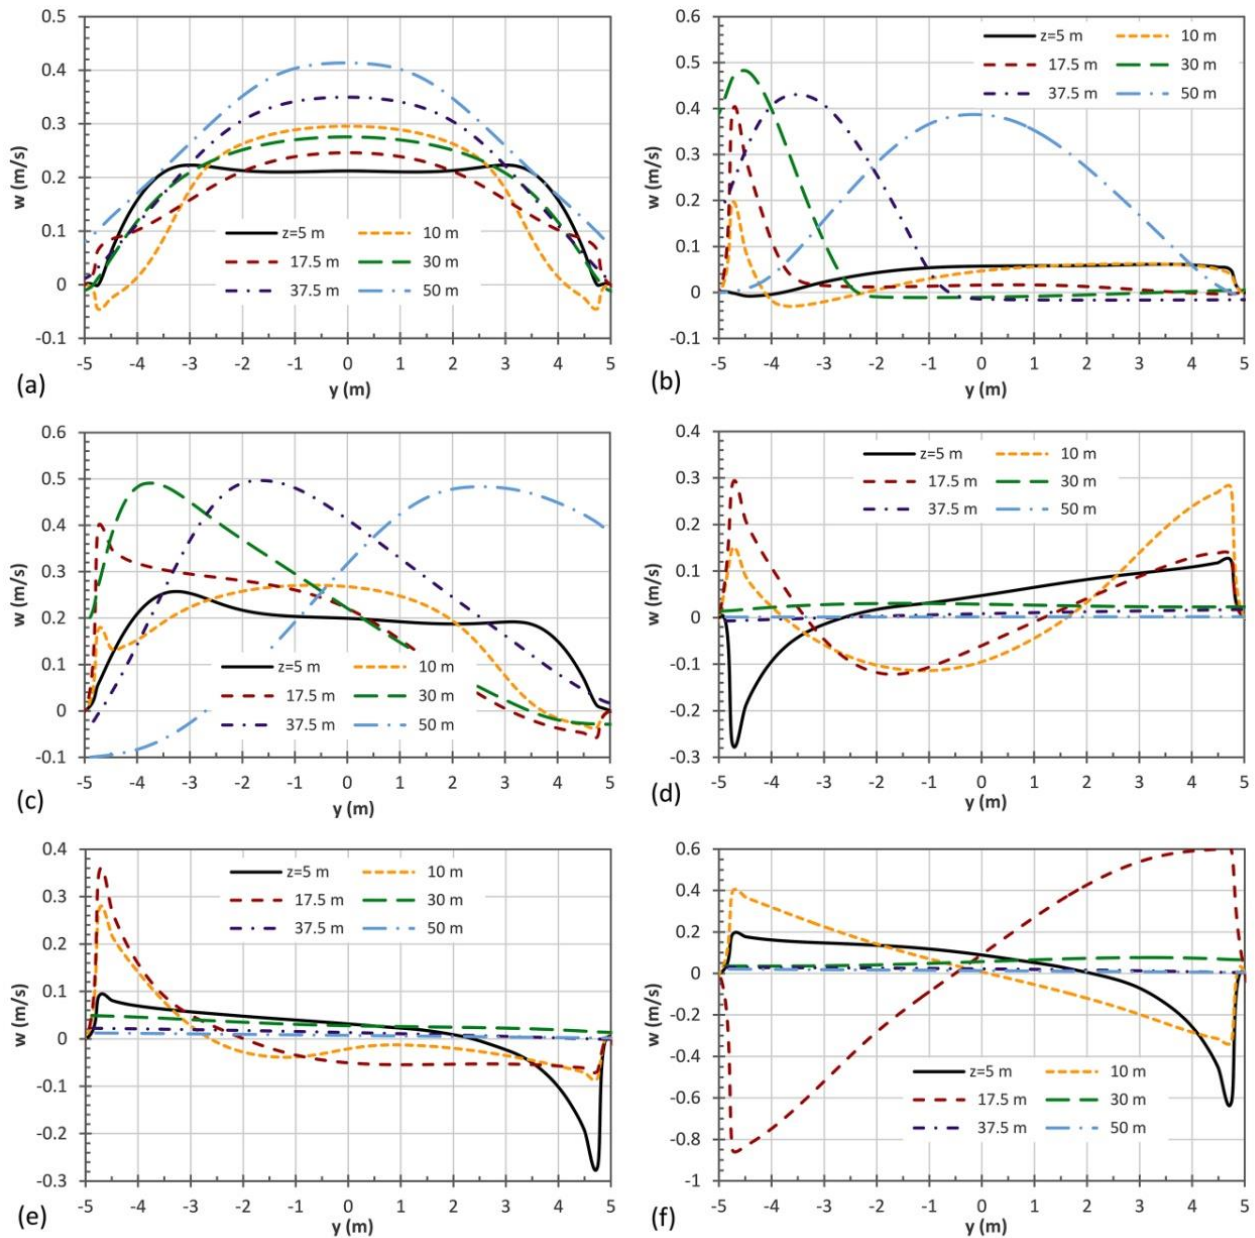 0.5
0.4
0.3
0.2
0.1
0
-0.1
w (m/s)
z=5 m 10 m
17.5 m 30 m
37.5 m 50 m
-5 -4 -3 -2 -1 0 1 2 3 4 5
(a) y (m)
0.6
0.5
0.4
0.3
0.2
0.1
0
-0.1
w (m/s)
z=5 m 10 m
17.5 m 30 m
37.5 m 50 m
-5 -4 -3 -2 -1 0 1 2 3 4 5
(b) y (m)
0.6
0.5
0.4
0.3
0.2
0.1
0
-0.1
w (m/s)
z=5 m 10 m
17.5 m 30 m
37.5 m 50 m
-5 -4 -3 -2 -1 0 1 2 3 4 5
(c) y (m)
0.4
0.3
0.2
0.1
0
-0.1
-0.2
-0.3
w (m/s)
z=5 m 10 m
17.5 m 30 m
37.5 m 50 m
-5 -4 -3 -2 -1 0 1 2 3 4 5
(d) y (m)
0.4
0.3
0.2
0.1
0
-0.1
-0.2
-0.3
w (m/s)
z=5 m 10 m
17.5 m 30 m
37.5 m 50 m
-5 -4 -3 -2 -1 0 1 2 3 4 5
(e) y (m)
0.6
0.4
0.2
0
-0.2
-0.4
-0.6
-0.8
-1
w (m/s)
z=5 m 10 m
17.5 m 30 m
37.5 m 50 m
-5 -4 -3 -2 -1 0 1 2 3 4 5
(f) y (m)